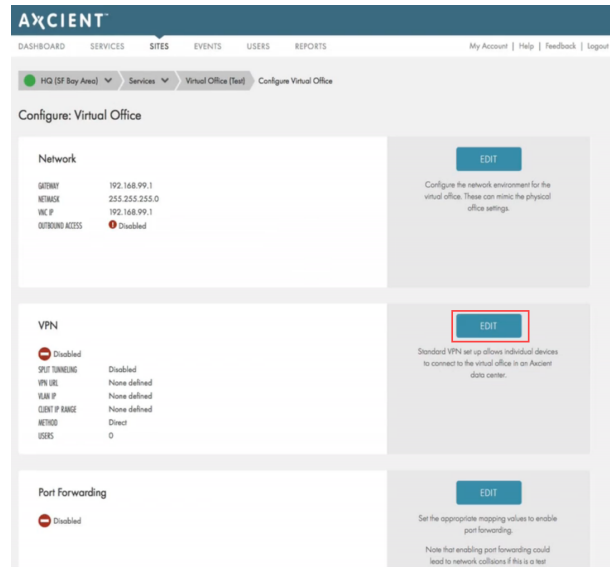 AXCIENT
DASHBOARD SERVICES SITES EVENTS USERS REPORTS My Account | Help | Feedback | Logout
HQ (SF Bay Area) Services Virtual Office (Test) Configure Virtual Office
Configure: Virtual Office
Network
GATEWAY 192.168.99.1
NETMASK 255.255.255.0
VNC IP 192.168.99.1
OUTBOUND ACCESS Disabled
EDIT
Configure the network environment for the
virtual office. These can mimic the physical
office settings.
VPN
Disabled
SPLIT TUNNELING Disabled
VPN URL None defined
VLAN IP None defined
CLIENT IP RANGE None defined
METHOD Direct
USERS 0
EDIT
Standard VPN set up allows individual devices
to connect to the virtual office in an Axcient
data center.
Port Forwarding
Disabled
EDIT
Set the appropriate mapping values to enable
port forwarding.
Note that enabling port forwarding could
lead to network collisions if this is a test